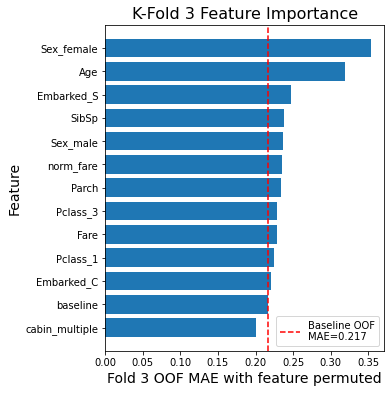 K-Fold 3 Feature Importance
Feature
Sex_female
Age
Embarked_S
SibSp
Sex_male
norm_fare
Parch
Pclass_3
Fare
Pclass_1
Embarked_C
baseline
cabin_multiple
Baseline OOF
MAE=0.217
0.00 0.05 0.10 0.15 0.20 0.25 0.30 0.35
Fold 3 OOF MAE with feature permuted